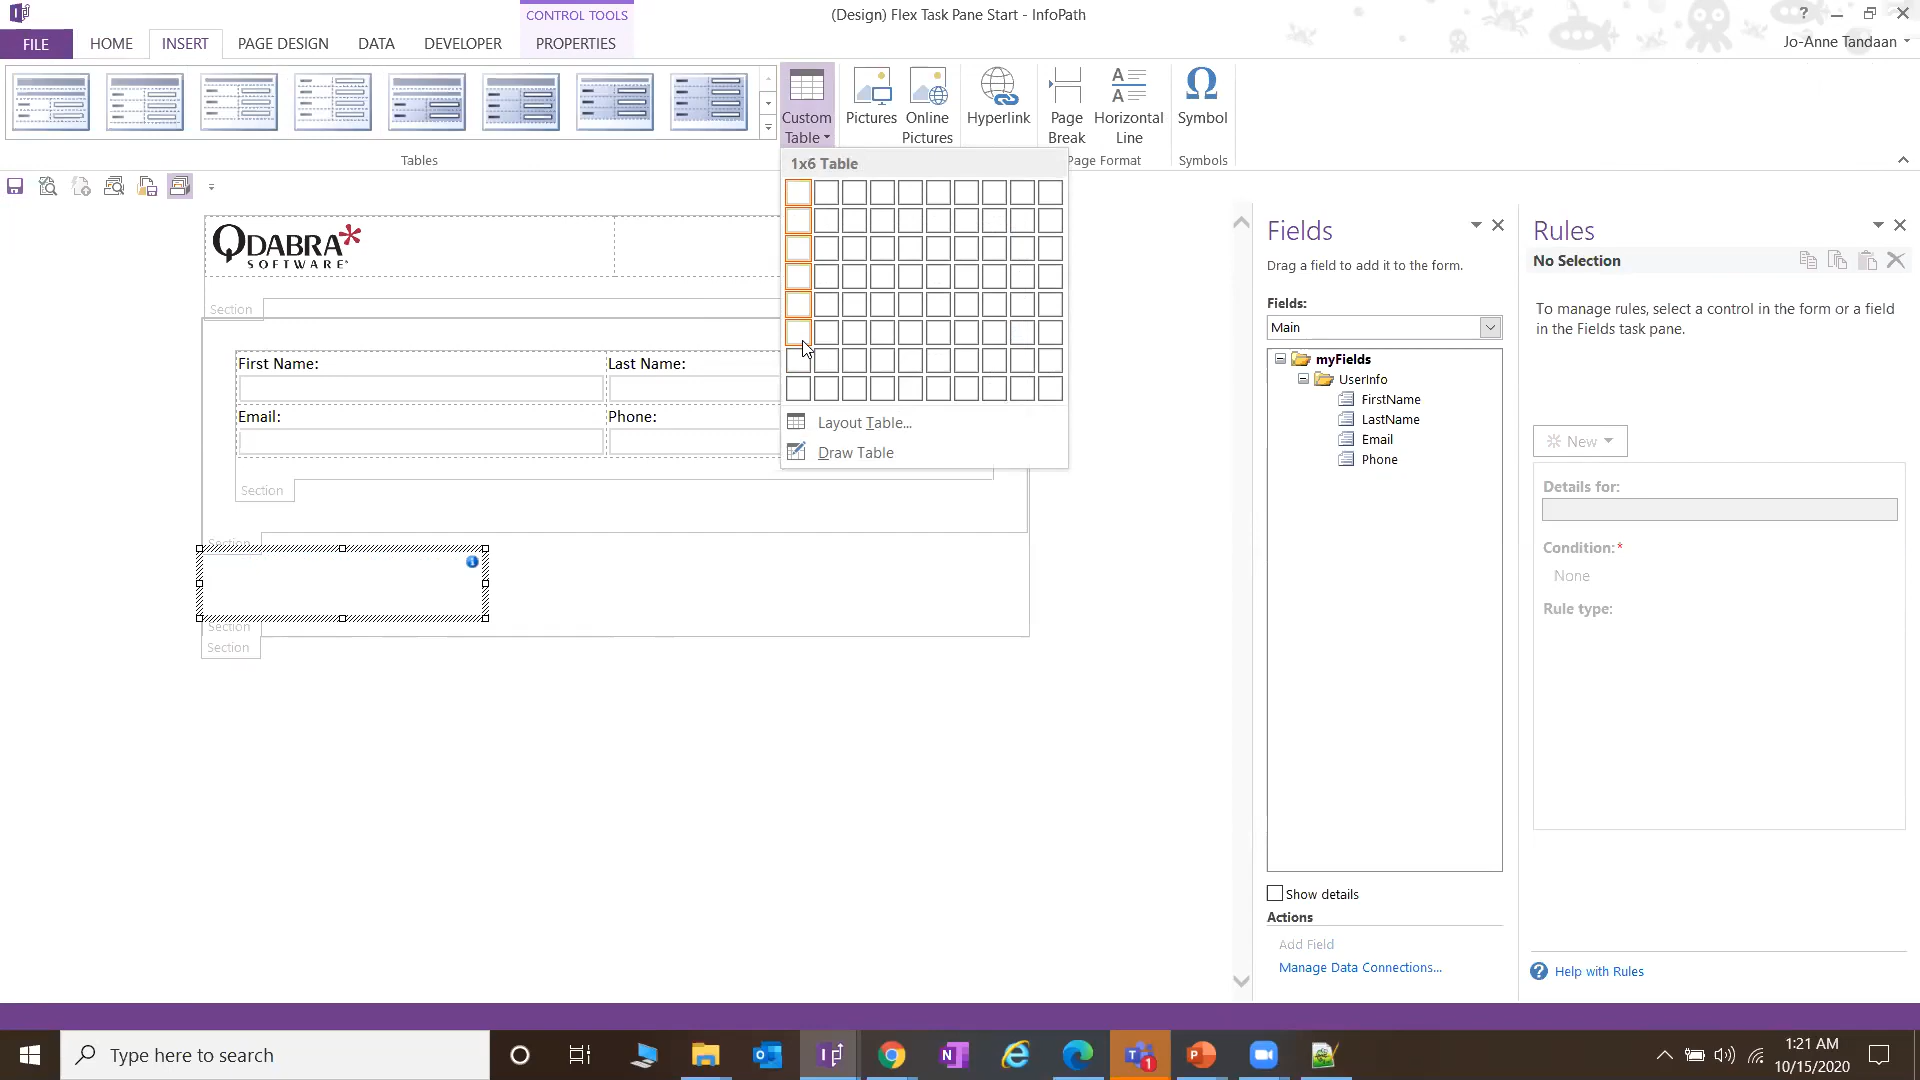 (Design) Flex Task Pane Start - InfoPath
CONTROL TOOLS
?
FILE
HOME
INSERT
PAGE DESIGN
DATA
DEVELOPER
PROPERTIES
Jo-Anne Tandaan
Custom Table
Pictures
Online Pictures
Hyperlink
Page Break
Horizontal Line
Symbol
Tables
Page Format
Symbols
1x6 Table
Layout Table...
Draw Table
QDABRA
SOFTWARE
Section
First Name:
Last Name:
Email:
Phone:
Section
Section
Section
Section
Fields
Drag a field to add it to the form.
Fields:
Main
myFields
UserInfo
FirstName
LastName
Email
Phone
Show details
Actions
Add Field
Manage Data Connections...
Rules
No Selection
To manage rules, select a control in the form or a field
in the Fields task pane.
New
Details for:
Condition:*
None
Rule type:
Help with Rules
Type here to search
1:21 AM
10/15/2020